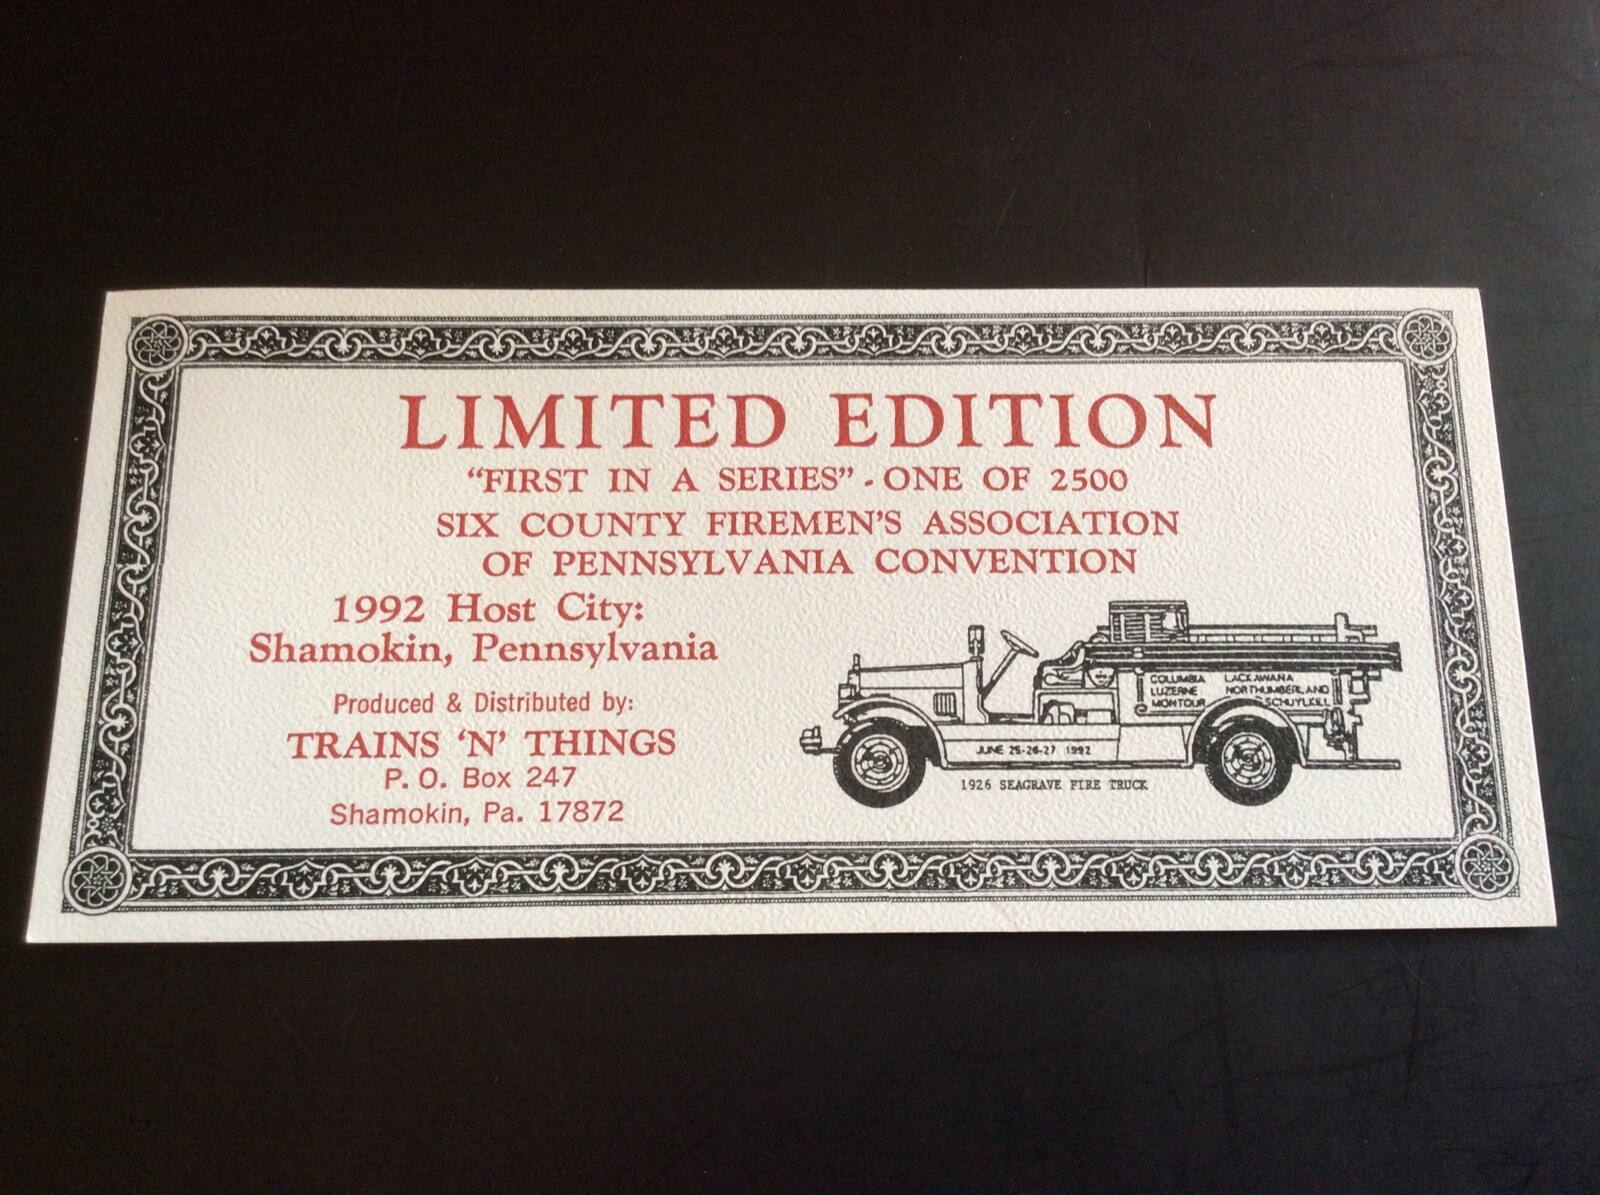 LIMITED EDITION
"FIRST IN A SERIES" - ONE OF 2500
SIX COUNTY FIREMEN'S ASSOCIATION
OF PENNSYLVANIA CONVENTION
1992 Host City:
Shamokin, Pennsylvania
Produced & Distributed by:
TRAINS 'N' THINGS
P. O. Box 247
Shamokin, Pa. 17872
COLUMBIA LACKAWANA
LUZERNE NORTHUMBERLAND
MONTOUR SCHUYLKILL
JUNE 25-26-27 1992
1926 SEAGRAVE FIRE TRUCK